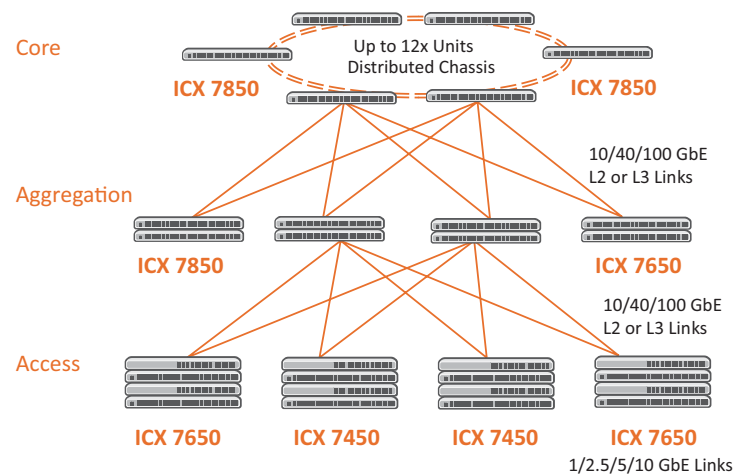 Core
Up to 12x Units
Distributed Chassis
ICX 7850
ICX 7850
10/40/100 GbE
L2 or L3 Links
Aggregation
ICX 7850
ICX 7650
10/40/100 GbE
L2 or L3 Links
Access
ICX 7650
ICX 7450
ICX 7450
ICX 7650
1/2.5/5/10 GbE Links